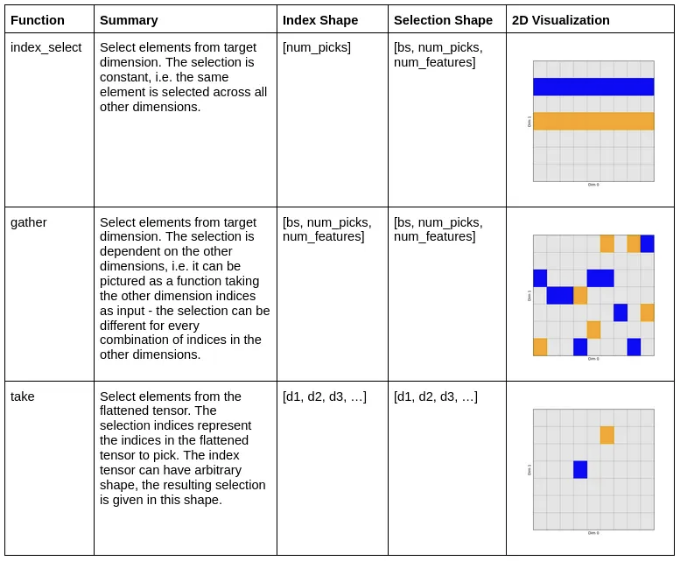 Function Summary Index Shape Selection Shape 2D Visualization
index_select
Select elements from target
dimension. The selection is
constant, i.e. the same
element is selected across all
other dimensions.
[num_picks]
[bs, num_picks,
num_features]
Dim 1
Dim 0
gather
Select elements from target
dimension. The selection is
dependent on the other
dimensions, i.e. it can be
pictured as a function taking
the other dimension indices
as input - the selection can be
different for every
combination of indices in the
other dimensions.
[bs, num_picks,
num_features]
[bs, num_picks,
num_features]
Dim 1
Dim 0
take
Select elements from the
flattened tensor. The
selection indices represent
the indices in the flattened
tensor to pick. The index
tensor can have arbitrary
shape, the resulting selection
is given in this shape.
[d1, d2, d3, …]
[d1, d2, d3, …]
Dim 1
Dim 0